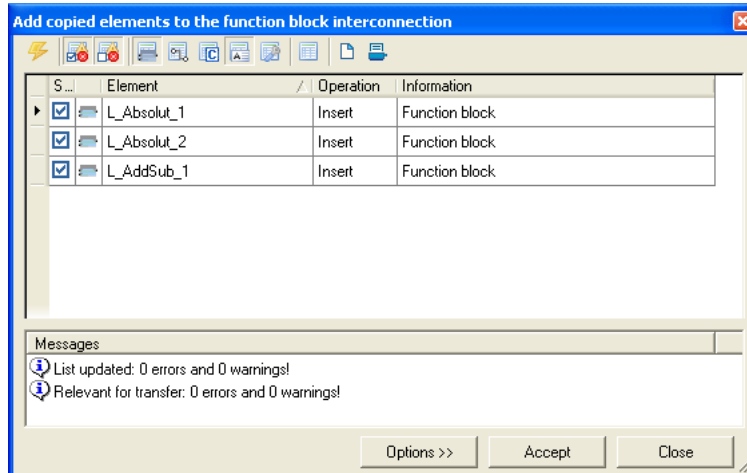 Add copied elements to the function block interconnection
S... Element / Operation Information
L_Absolut_1 Insert Function block
L_Absolut_2 Insert Function block
L_AddSub_1 Insert Function block
Messages
List updated: 0 errors and 0 warnings!
Relevant for transfer: 0 errors and 0 warnings!
Options >> Accept Close